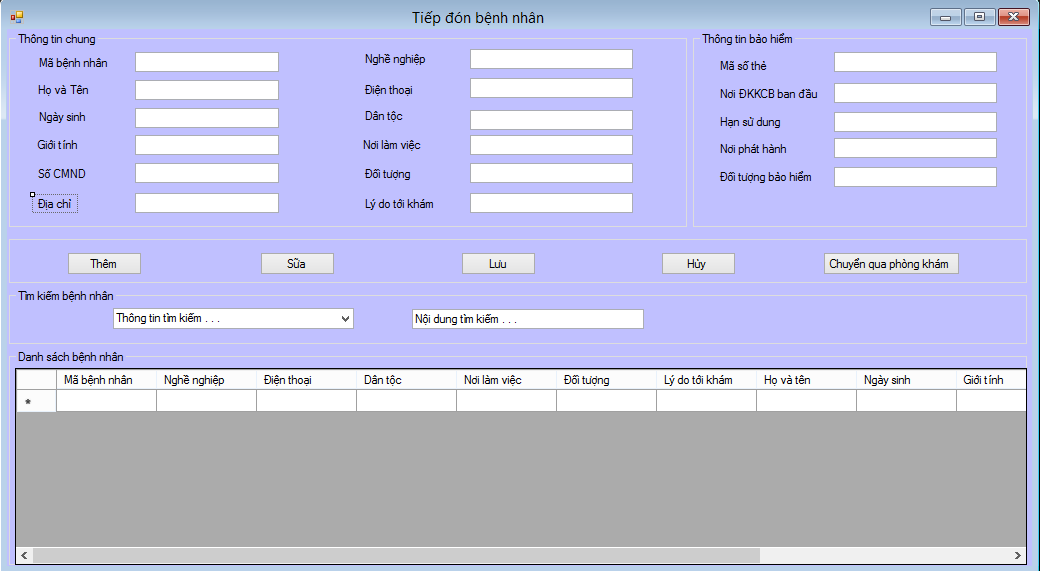 Tiếp đón bệnh nhân
Thông tin chung
Mã bệnh nhân
Họ và Tên
Ngày sinh
Giới tính
Số CMND
Địa chỉ
Nghề nghiệp
Điện thoại
Dân tộc
Nơi làm việc
Đối tượng
Lý do tới khám
Thông tin bảo hiểm
Mã số thẻ
Nơi ĐKKCB ban đầu
Hạn sử dung
Nơi phát hành
Đối tượng bảo hiểm
Thêm Sữa Lưu Hủy Chuyển qua phòng khám
Tìm kiếm bệnh nhân
Thông tin tìm kiếm . . . Nội dung tìm kiếm . . .
Danh sách bệnh nhân
Mã bệnh nhân Nghề nghiệp Điện thoại Dân tộc Nơi làm việc Đối tượng Lý do tới khám Họ và tên Ngày sinh Giới tính
*